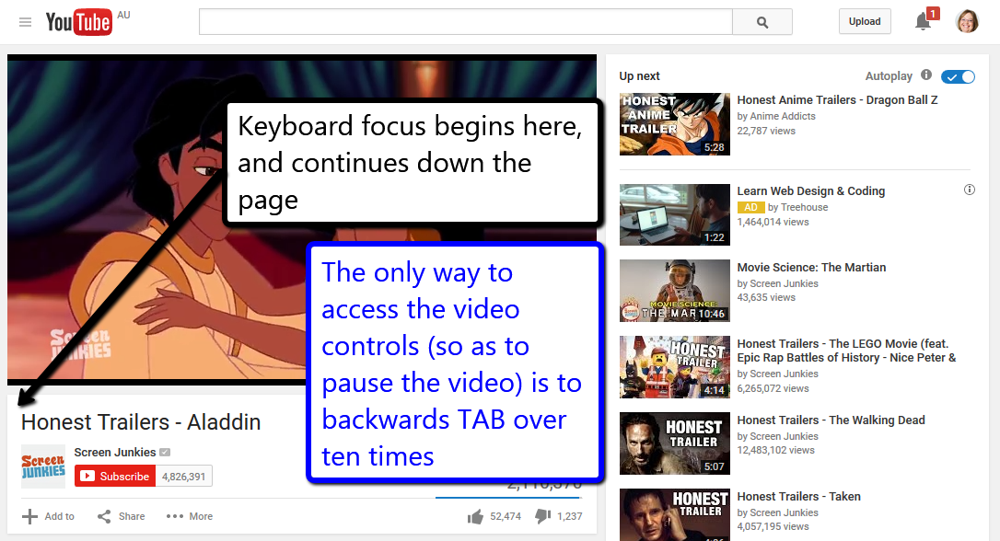 YouTube AU
Upload
1
Up next
Autoplay
Keyboard focus begins here,
and continues down the
page
The only way to
access the video
controls (so as to
pause the video) is to
backwards TAB over
ten times
Screen
JUNKIES
Honest Trailers - Aladdin
Screen
JUNKIES
Screen Junkies
Subscribe 4,826,391
Add to
Share
More
52,474
1,237
HONEST
ANIME
TRAILER
5:28
Honest Anime Trailers - Dragon Ball Z
by Anime Addicts
22,787 views
1:22
Learn Web Design & Coding
AD by Treehouse
1,464,014 views
MOVIE SCIENCE:
THE MAR
10:46
Movie Science: The Martian
by Screen Junkies
43,635 views
HONEST
TRAILER
4:14
Honest Trailers - The LEGO Movie (feat.
Epic Rap Battles of History - Nice Peter &
by Screen Junkies
6,265,072 views
HONEST
TRAILER
5:07
Honest Trailers - The Walking Dead
by Screen Junkies
12,483,102 views
HONEST
TRAILER
Honest Trailers - Taken
by Screen Junkies
4,057,195 views